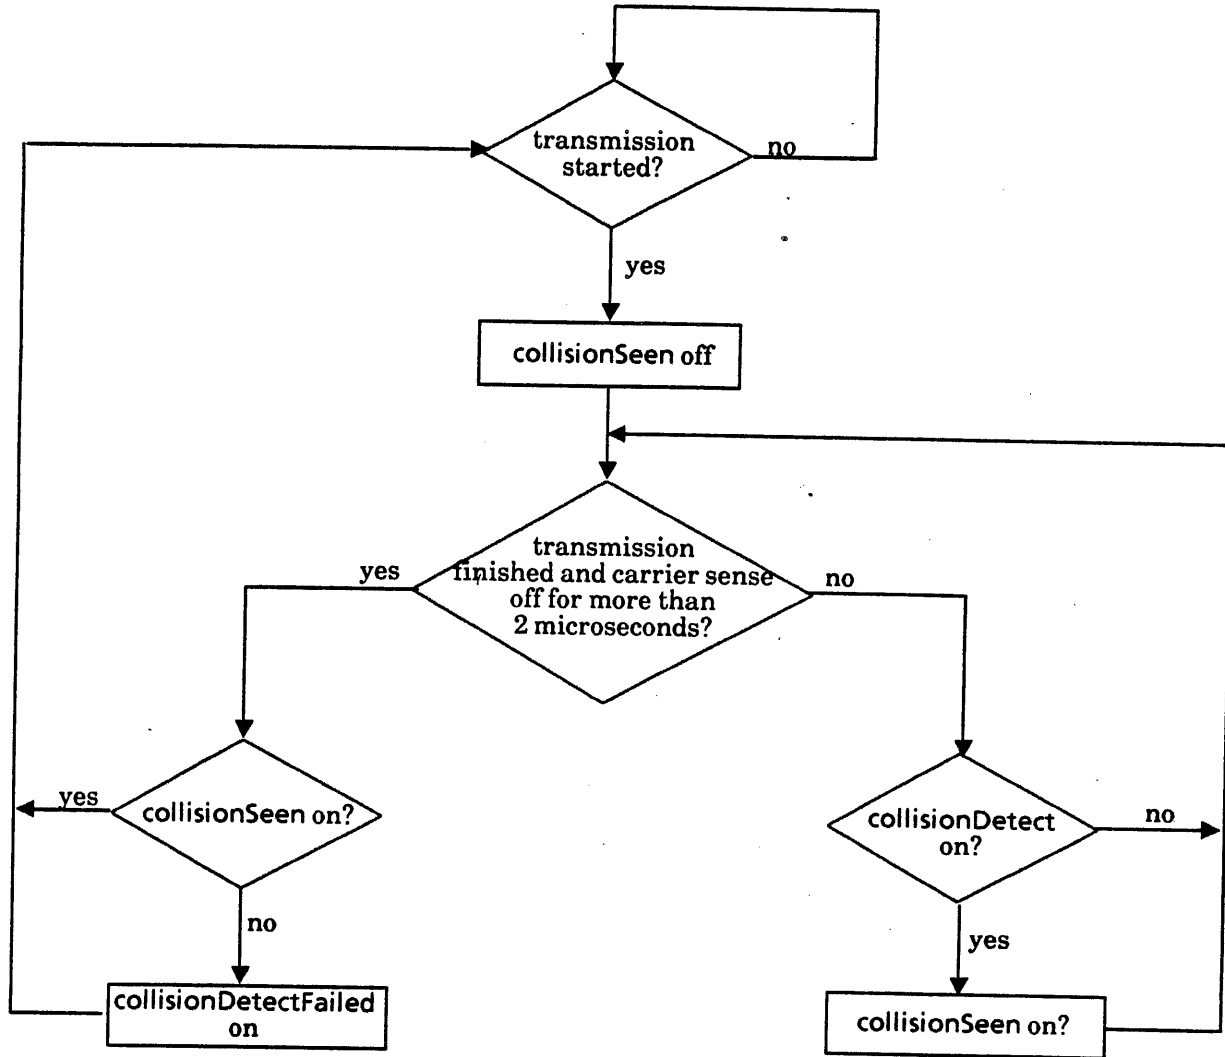 transmission
started?
no
yes
collisionSeen off
transmission
finished and carrier sense
off for more than
2 microseconds?
yes
no
collisionSeen on?
yes
no
collisionDetectFailed
on
collisionDetect
on?
no
yes
collisionSeen on?